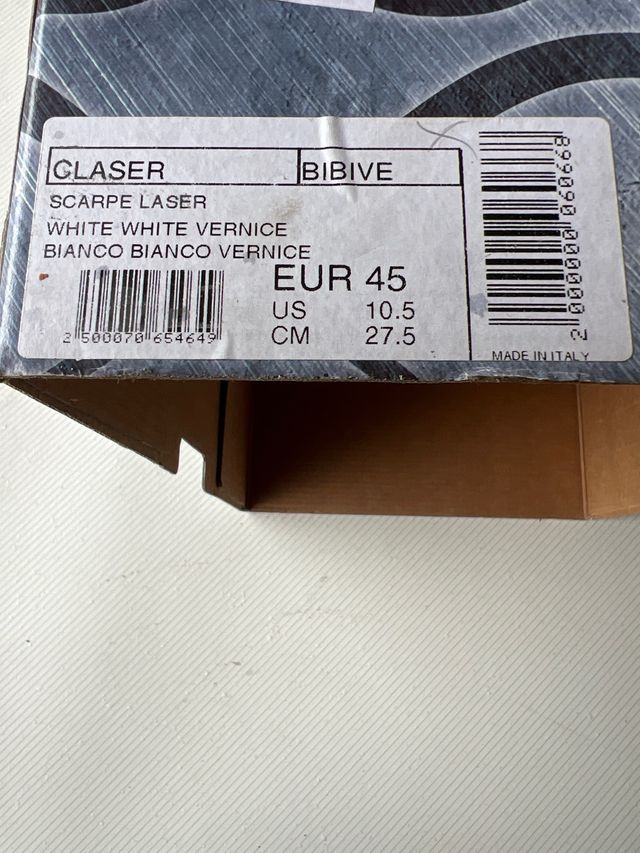 CLASER BIBIVE
SCARPE LASER
WHITE WHITE VERNICE
BIANCO BIANCO VERNICE
EUR 45
US 10.5
CM 27.5
2 500070 654649
MADE IN ITALY